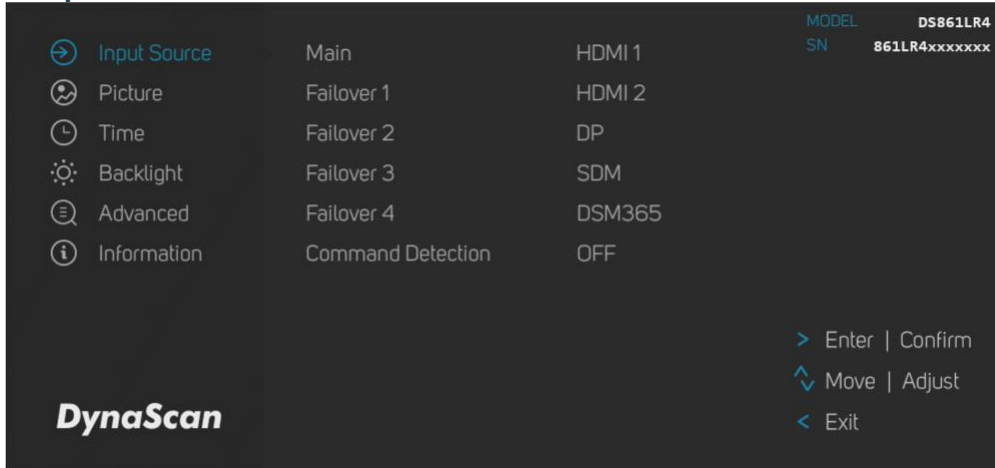 MODEL DS861LR4
SN 861LR4xxxxxxx
Input Source Main HDMI 1
Picture Failover 1 HDMI 2
Time Failover 2 DP
Backlight Failover 3 SDM
Advanced Failover 4 DSM365
Information Command Detection OFF
> Enter | Confirm
Move | Adjust
< Exit
DynaScan